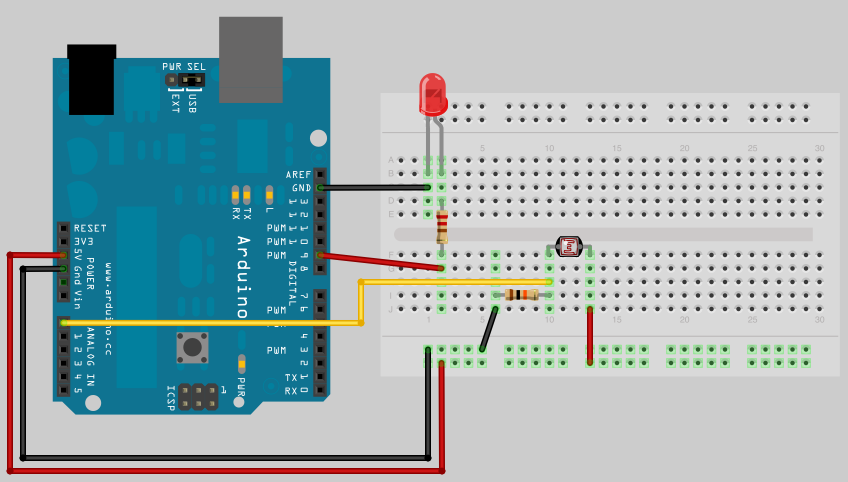 PWR SEL
EXT
USB
AREF
GND
13
12
PWM 11
PWM 10
PWM 9
8
7
PWM 6
PWM
4
PWM 3
2
TX 1
RX 0
RX
TX
L
RESET
3V3
5V
Gnd
Vin
POWER
www.arduino.cc
Arduino
DIGITAL
ANALOG IN
1
2
3
4
5
ICSP
1
PWR
5 10 15 20 25 30
A
B
D
E
F
G
I
J
1 5 10 15 20 25 30